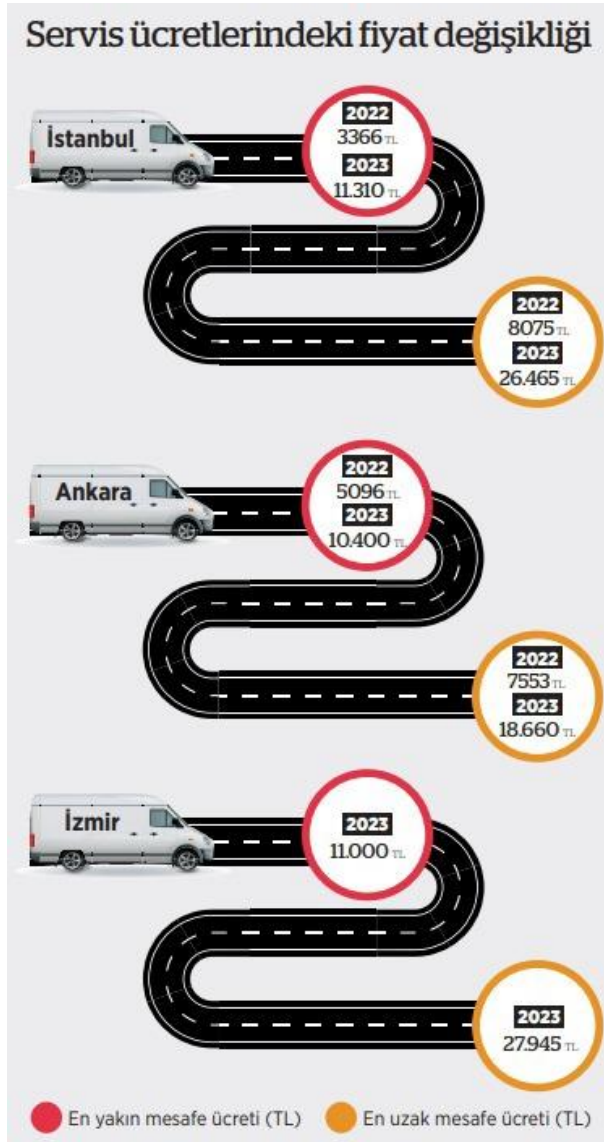 Servis ücretlerindeki fiyat değişikliği
İstanbul
2022
3366 TL
2023
11.310 TL
2022
8075 TL
2023
26.465 TL
Ankara
2022
5096 TL
2023
10.400 TL
2022
7553 TL
2023
18.660 TL
İzmir
2023
11.000 TL
2023
27.945 TL
En yakın mesafe ücreti (TL)
En uzak mesafe ücreti (TL)